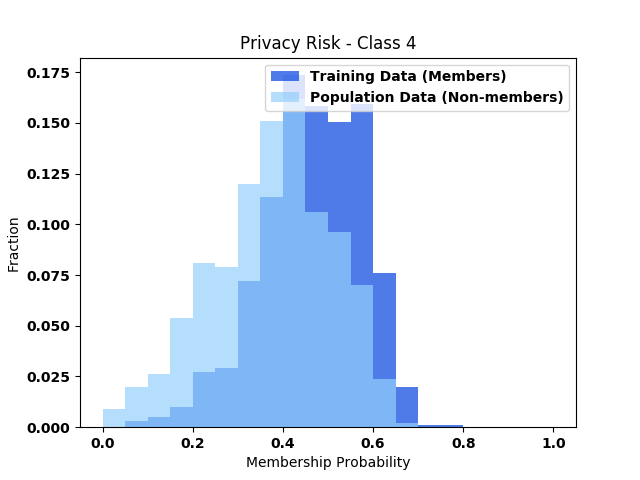 Privacy Risk - Class 4
Training Data (Members)
Population Data (Non-members)
0.175
0.150
0.125
0.100
0.075
0.050
0.025
0.000
Fraction
0.0 0.2 0.4 0.6 0.8 1.0
Membership Probability